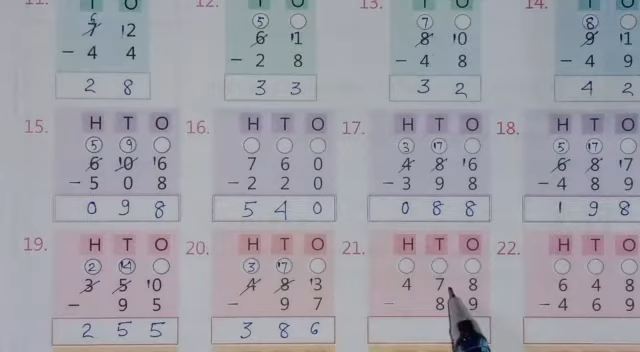 11. T O 12. T O 13. T O 14. T O
6 5 7 8
7 12 6 11 8 10 9 11
- 4 4 - 2 8 - 4 8 - 4 9
2 8 3 3 3 2 4 2
15. H T O 16. H T O 17. H T O 18. H T O
5 9 3 17 5 17
6 10 16 7 6 0 4 8 16 6 8 17
- 5 0 8 - 2 2 0 - 3 9 8 - 4 8 9
0 9 8 5 4 0 0 8 8 1 9 8
19. H T O 20. H T O 21. H T O 22. H T O
2 14 3 17
3 5 10 4 8 13 4 7 8 6 4 8
- 9 5 - 9 7 - 8 9 - 4 6 9
2 5 5 3 8 6